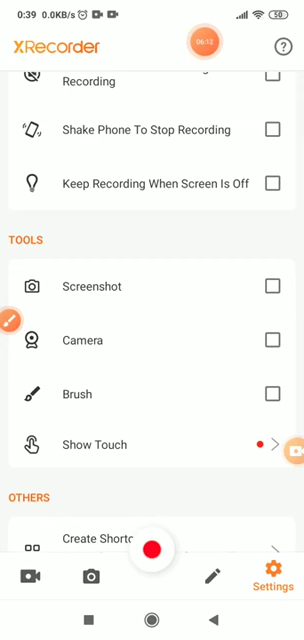 0:39 0.0KB/s 50
XRecorder
06:12
Recording
Shake Phone To Stop Recording
Keep Recording When Screen Is Off
TOOLS
Screenshot
Camera
Brush
Show Touch
OTHERS
Create
Settings